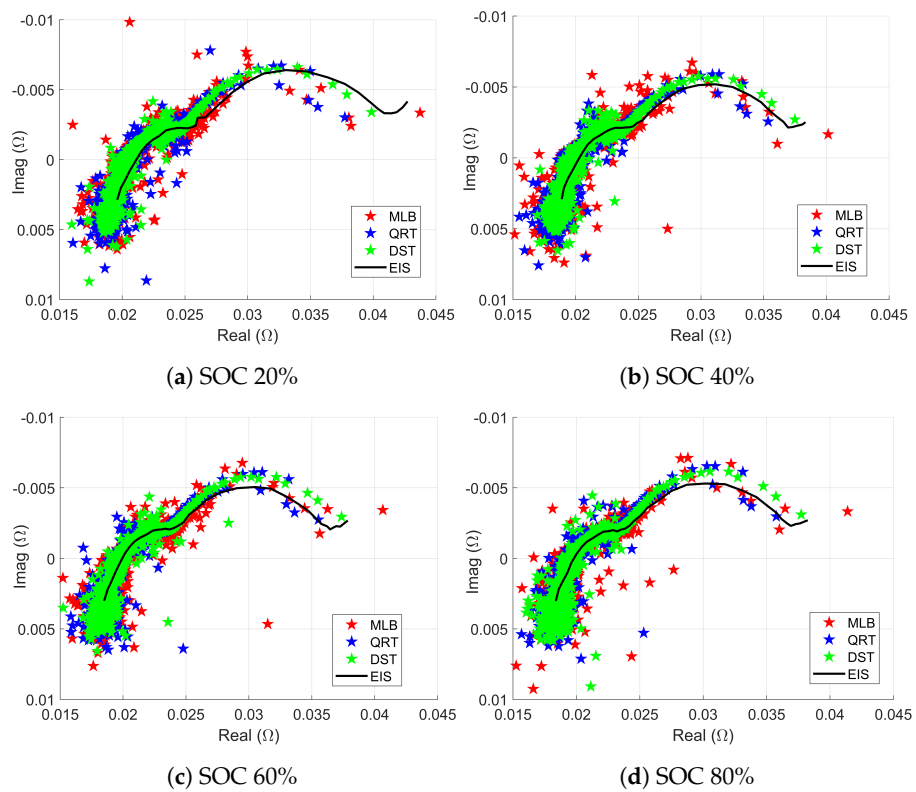 -0.01
-0.005
0
0.005
0.01
Imag (Ω)
0.015 0.02 0.025 0.03 0.035 0.04 0.045
Real (Ω)
MLB
QRT
DST
EIS
(a) SOC 20%
-0.01
-0.005
0
0.005
0.01
Imag (Ω)
0.015 0.02 0.025 0.03 0.035 0.04 0.045
Real (Ω)
MLB
QRT
DST
EIS
(b) SOC 40%
-0.01
-0.005
0
0.005
0.01
Imag (Ω)
0.015 0.02 0.025 0.03 0.035 0.04 0.045
Real (Ω)
MLB
QRT
DST
EIS
(c) SOC 60%
-0.01
-0.005
0
0.005
0.01
Imag (Ω)
0.015 0.02 0.025 0.03 0.035 0.04 0.045
Real (Ω)
MLB
QRT
DST
EIS
(d) SOC 80%